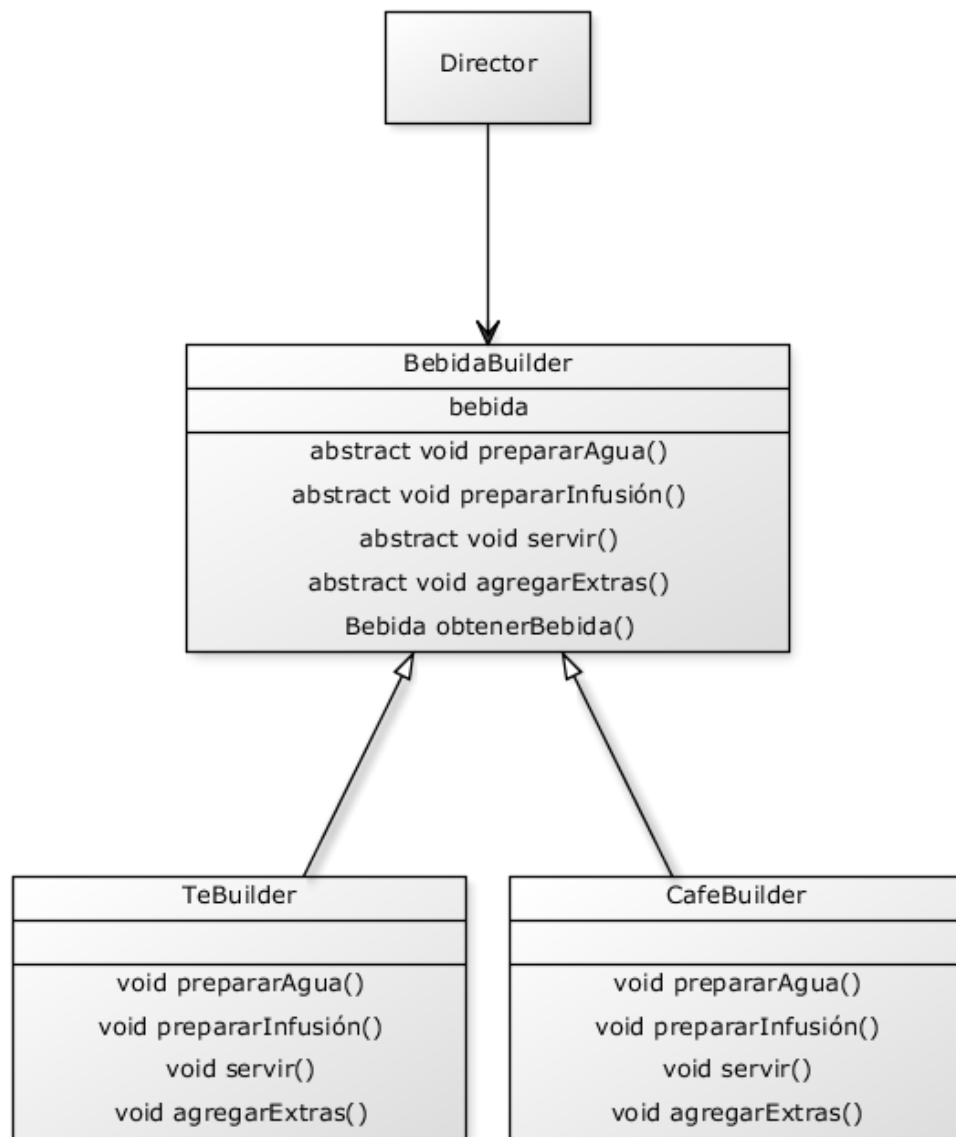 Director
BebidaBuilder
bebida
abstract void prepararAgua()
abstract void prepararInfusión()
abstract void servir()
abstract void agregarExtras()
Bebida obtenerBebida()
TeBuilder
void prepararAgua()
void prepararInfusión()
void servir()
void agregarExtras()
CafeBuilder
void prepararAgua()
void prepararInfusión()
void servir()
void agregarExtras()